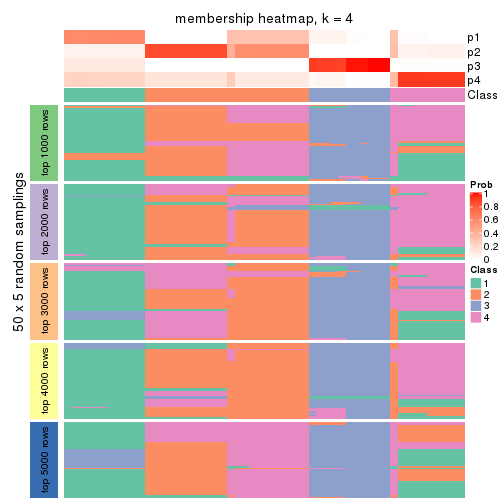 membership heatmap, k = 4
p1
p2
p3
p4
Class
50 x 5 random samplings
top 1000 rows
top 2000 rows
top 3000 rows
top 4000 rows
top 5000 rows
Prob
1
0.8
0.6
0.4
0.2
0
Class
1
2
3
4